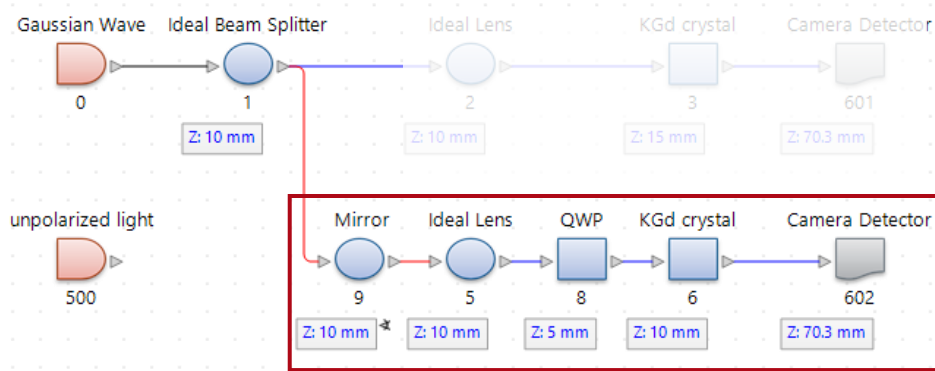 Gaussian Wave Ideal Beam Splitter Ideal Lens KGd crystal Camera Detector
0 1 2 3 601
Z: 10 mm Z: 10 mm Z: 15 mm Z: 70.3 mm
unpolarized light Mirror Ideal Lens QWP KGd crystal Camera Detector
500 9 5 8 6 602
Z: 10 mm Z: 10 mm Z: 5 mm Z: 10 mm Z: 70.3 mm